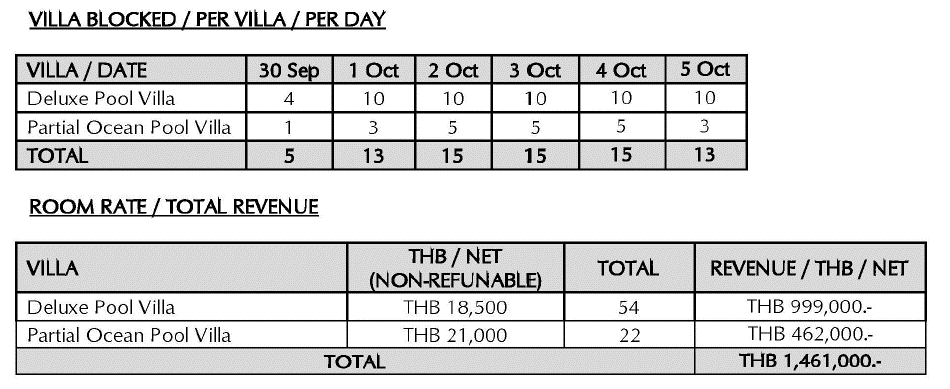 VILLA BLOCKED / PER VILLA / PER DAY
VILLA / DATE 30 Sep 1 Oct 2 Oct 3 Oct 4 Oct 5 Oct
Deluxe Pool Villa 4 10 10 10 10 10
Partial Ocean Pool Villa 1 3 5 5 5 3
TOTAL 5 13 15 15 15 13
ROOM RATE / TOTAL REVENUE
VILLA THB / NET (NON-REFUNABLE) TOTAL REVENUE / THB / NET
Deluxe Pool Villa THB 18,500 54 THB 999,000.-
Partial Ocean Pool Villa THB 21,000 22 THB 462,000.-
TOTAL THB 1,461,000.-